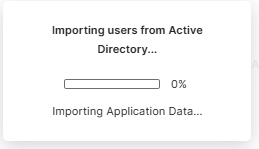 Importing users from Active
Directory...
0%
Importing Application Data...